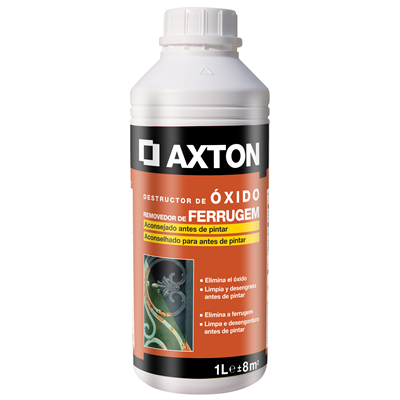 AXTON
DESTRUCTOR DE ÓXIDO
REMOVEDOR DE FERRUGEM
Aconsejado antes de pintar
Aconselhado para antes de pintar
• Elimina el óxido
• Limpia y desengrasa
antes de pintar
• Elimina a ferrugem
• Limpa e desengordura
antes de pintar
1L℮±8m²